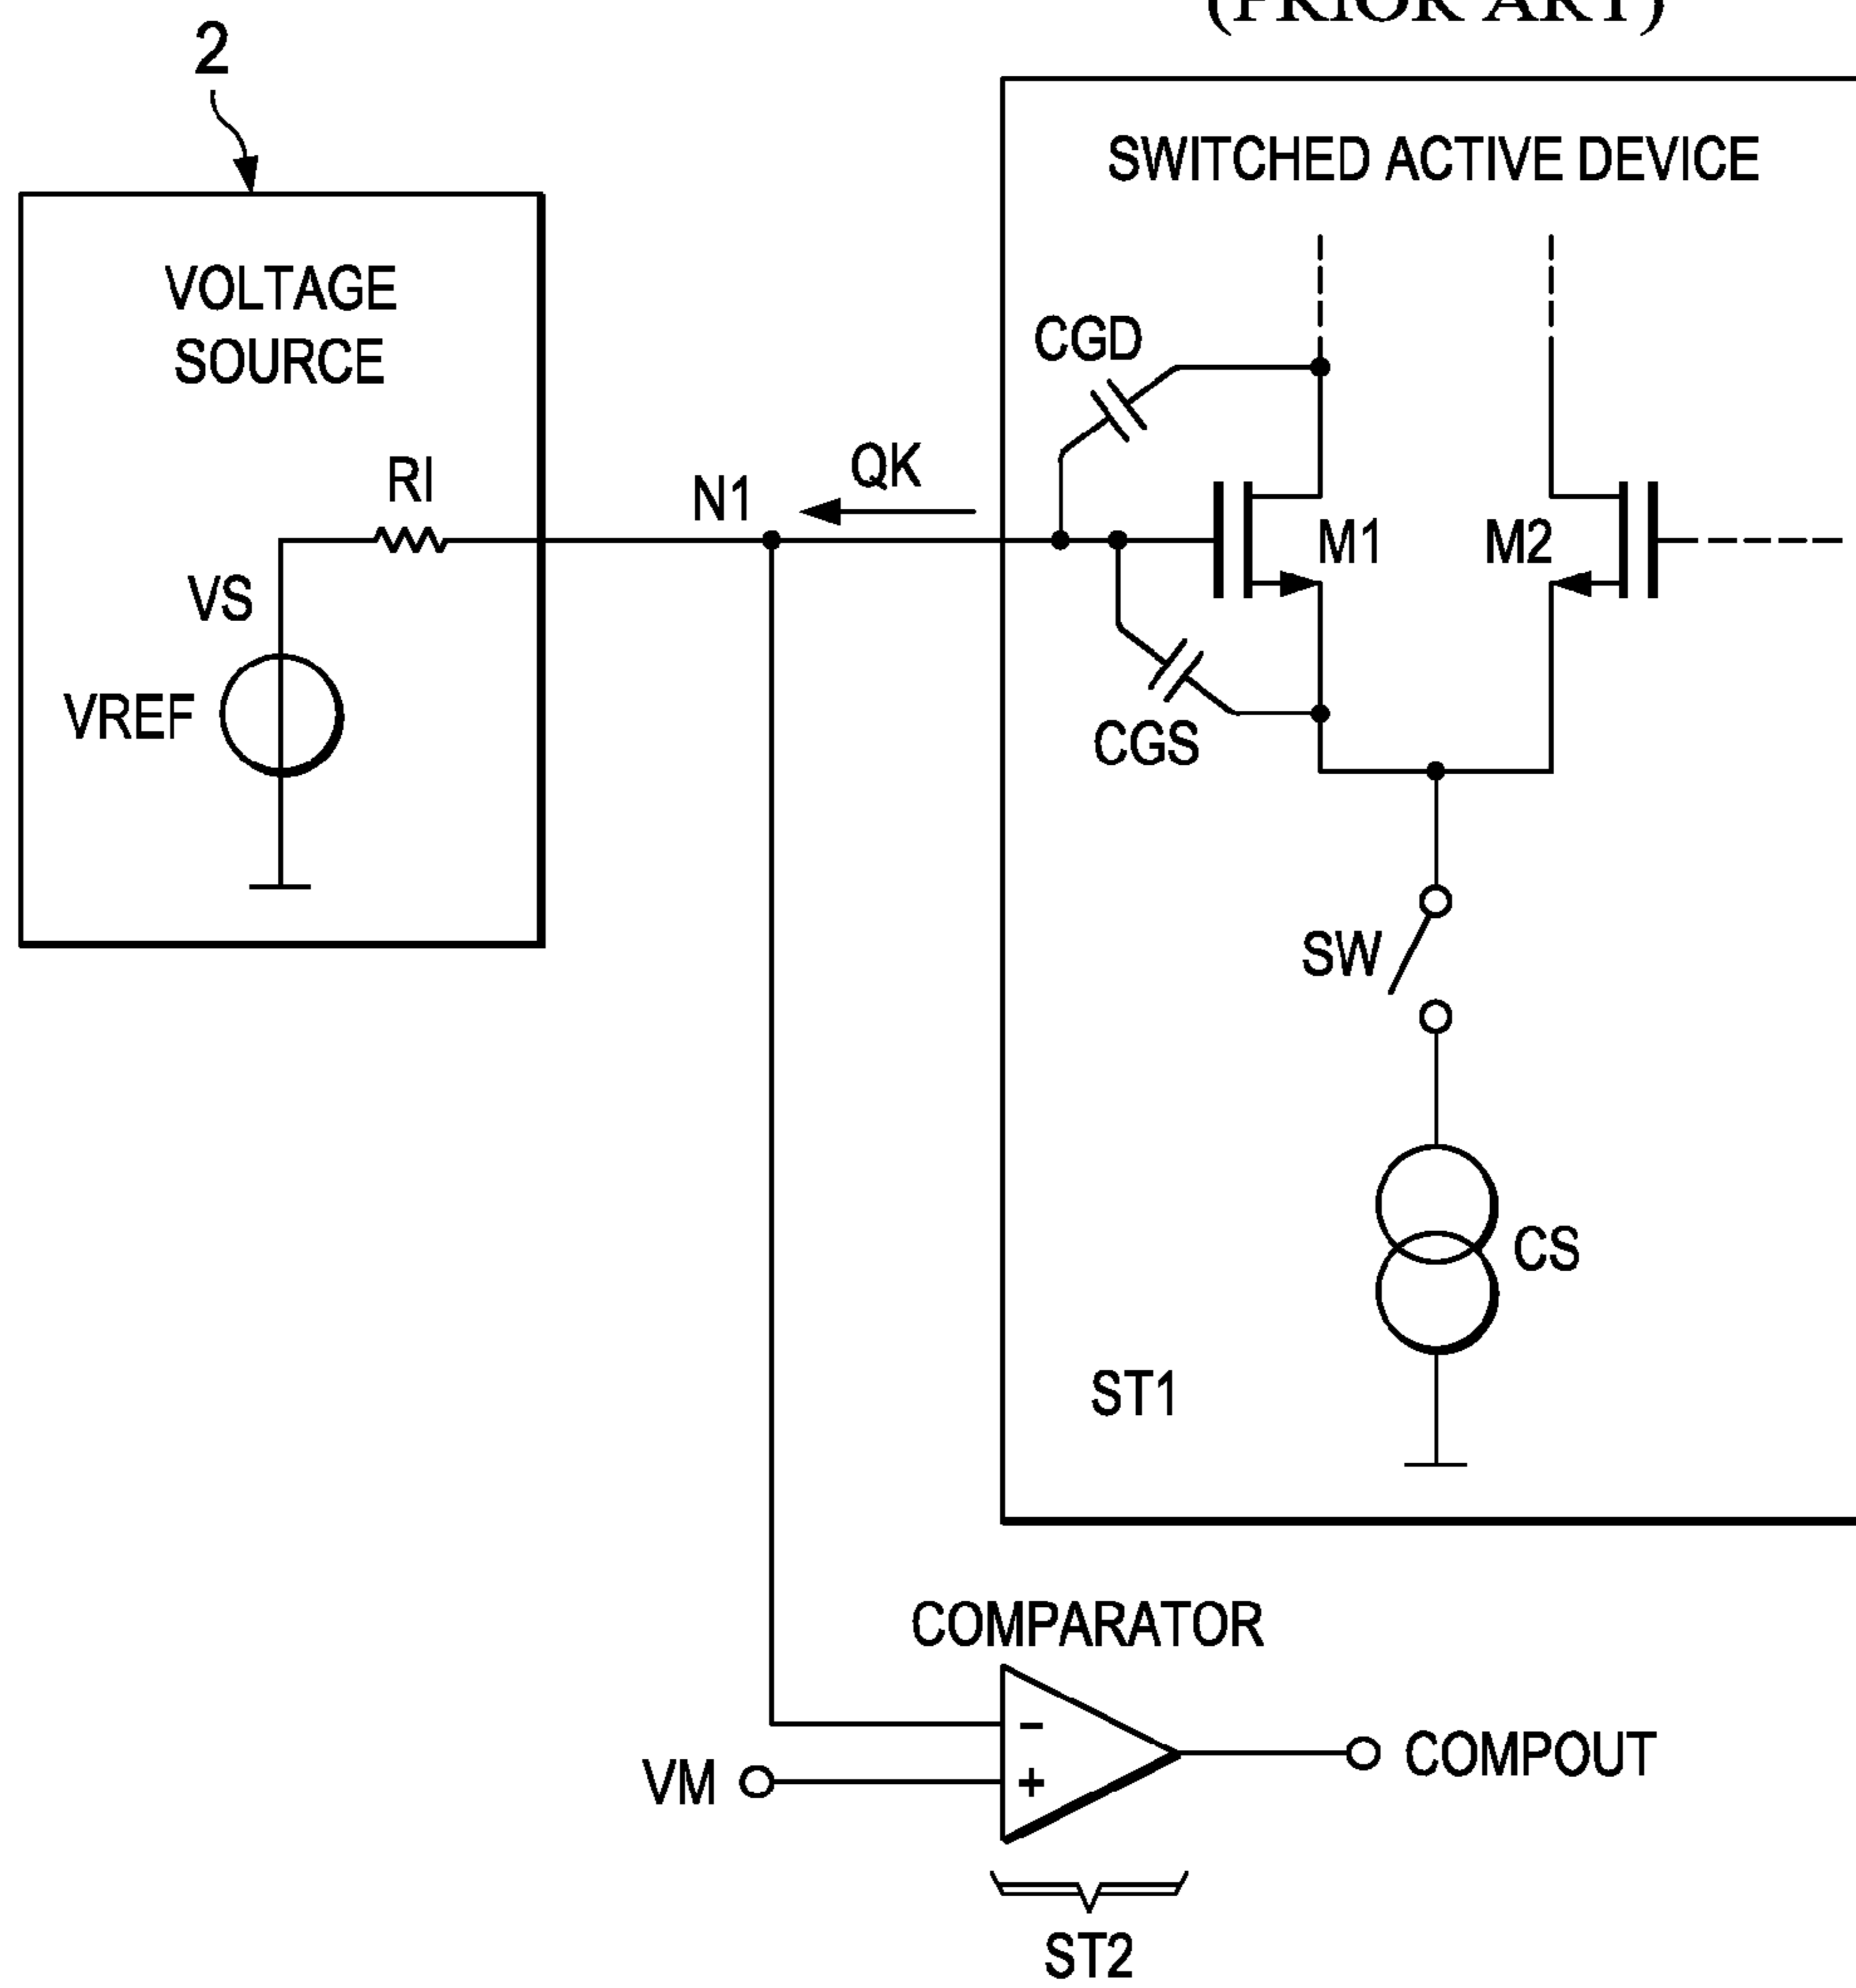 (PRIOR ART)
2
SWITCHED ACTIVE DEVICE
VOLTAGE
SOURCE
CGD
RI
N1
QK
M1
M2
VS
VREF
CGS
SW
CS
ST1
COMPARATOR
-
+
VM
COMPOUT
ST2